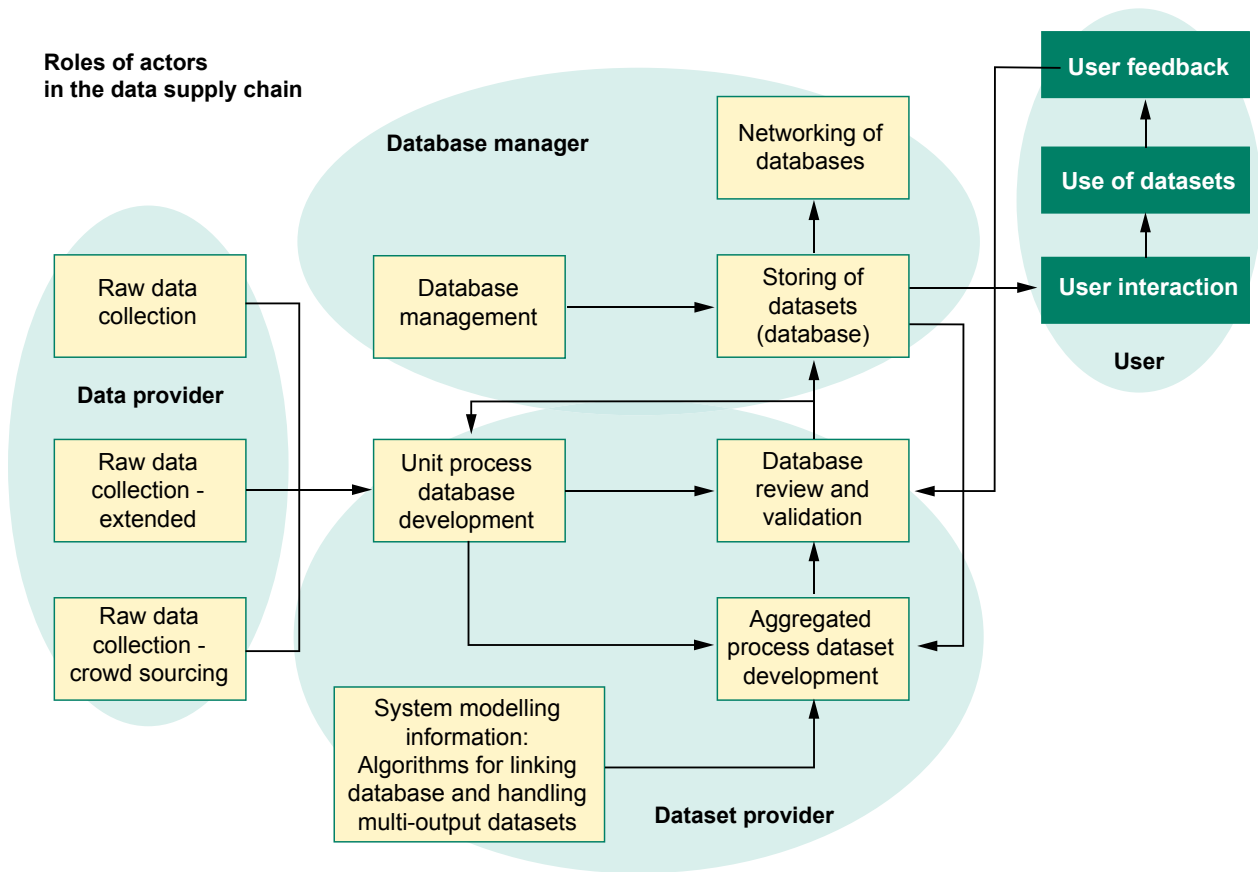 Roles of actors
in the data supply chain
Database manager
Networking of
databases
User feedback
Use of datasets
User interaction
User
Raw data
collection
Database
management
Storing of
datasets
(database)
Data provider
Raw data
collection -
extended
Unit process
database
development
Database
review and
validation
Raw data
collection -
crowd sourcing
Aggregated
process dataset
development
System modelling
information:
Algorithms for linking
database and handling
multi-output datasets
Dataset provider